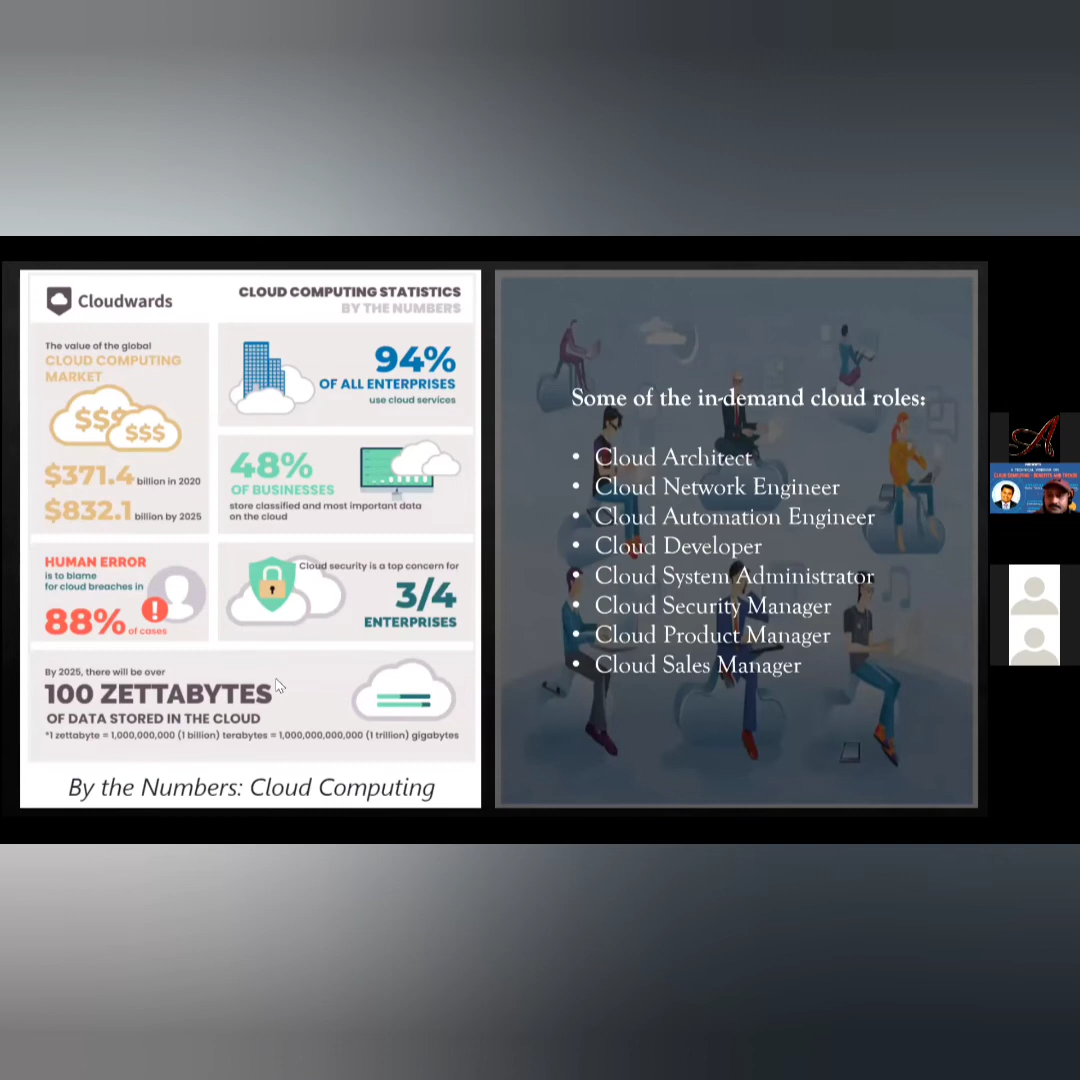 Cloudwards
CLOUD COMPUTING STATISTICS
BY THE NUMBERS
The value of the global
CLOUD COMPUTING
MARKET
$$$
$$$
$371.4 billion in 2020
$832.1 billion by 2025
94%
OF ALL ENTERPRISES
use cloud services
48%
OF BUSINESSES
store classified and most important data
on the cloud
HUMAN ERROR
is to blame
for cloud breaches in
88% of cases
Cloud security is a top concern for
3/4
ENTERPRISES
By 2025, there will be over
100 ZETTABYTES
OF DATA STORED IN THE CLOUD
*1 zettabyte = 1,000,000,000 (1 billion) terabytes = 1,000,000,000,000 (1 trillion) gigabytes
By the Numbers: Cloud Computing
Some of the in-demand cloud roles:
• Cloud Architect
• Cloud Network Engineer
• Cloud Automation Engineer
• Cloud Developer
• Cloud System Administrator
• Cloud Security Manager
• Cloud Product Manager
• Cloud Sales Manager
A